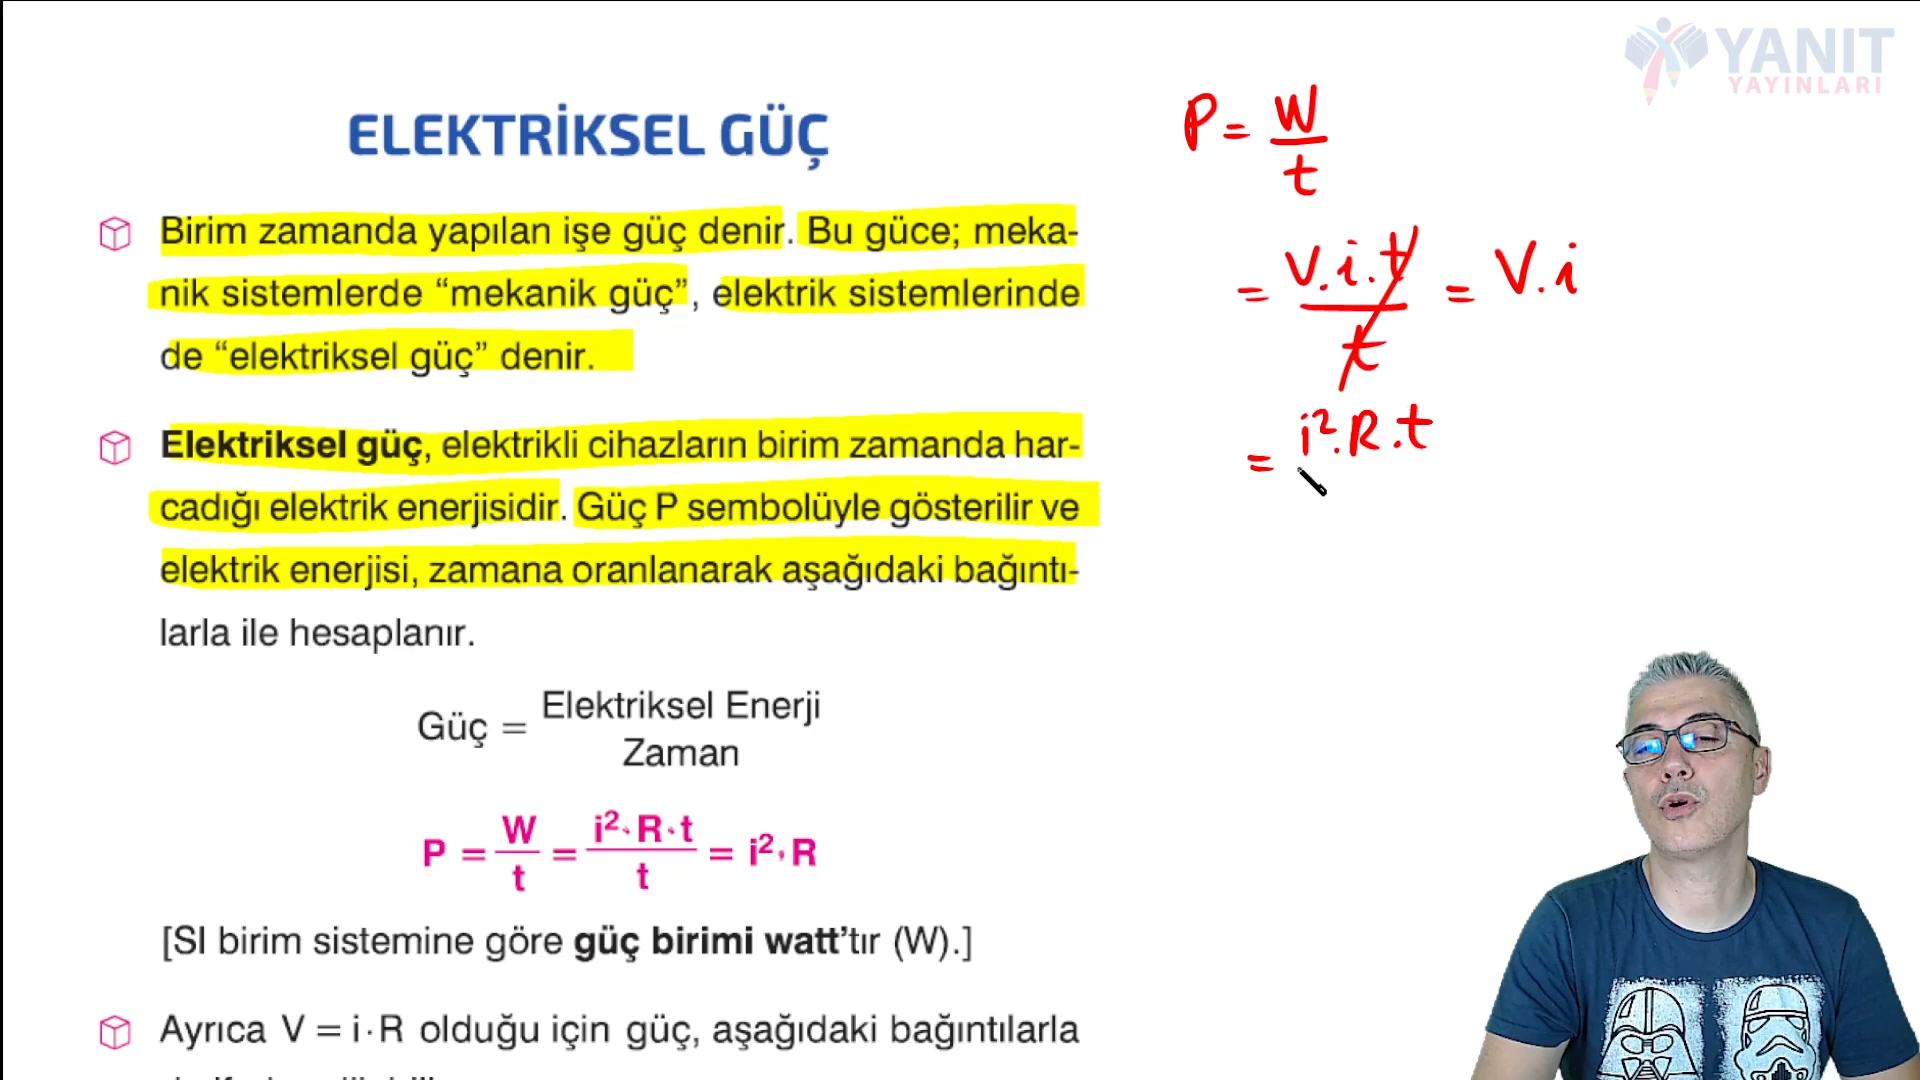 YANIT
YAYINLARI
ELEKTRİKSEL GÜÇ
Birim zamanda yapılan işe güç denir. Bu güce; meka-
nik sistemlerde “mekanik güç”, elektrik sistemlerinde
de “elektriksel güç” denir.
Elektriksel güç, elektrikli cihazların birim zamanda har-
cadığı elektrik enerjisidir. Güç P sembolüyle gösterilir ve
elektrik enerjisi, zamana oranlanarak aşağıdaki bağıntı-
larla ile hesaplanır.
Güç = Elektriksel Enerji / Zaman
P = W / t = i²·R·t / t = i²·R
[SI birim sistemine göre güç birimi watt’tır (W).]
Ayrıca V = i·R olduğu için güç, aşağıdaki bağıntılarla
P = W / t
= V.i.t / t = V.i
= i².R.t